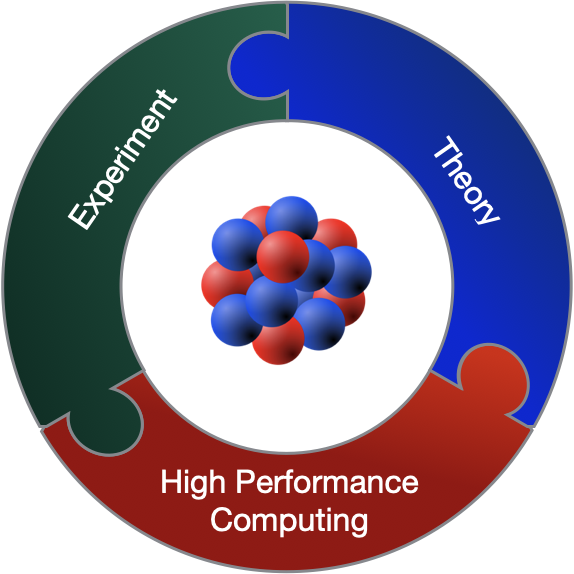 Experiment
Theory
High Performance
Computing